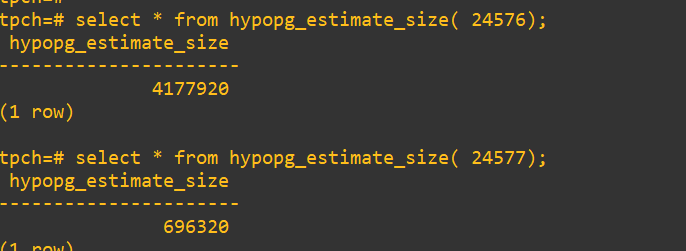 tpch=#
tpch=# select * from hypopg_estimate_size( 24576);
hypopg_estimate_size
----------------------
4177920
(1 row)
tpch=# select * from hypopg_estimate_size( 24577);
hypopg_estimate_size
----------------------
696320
(1 row)